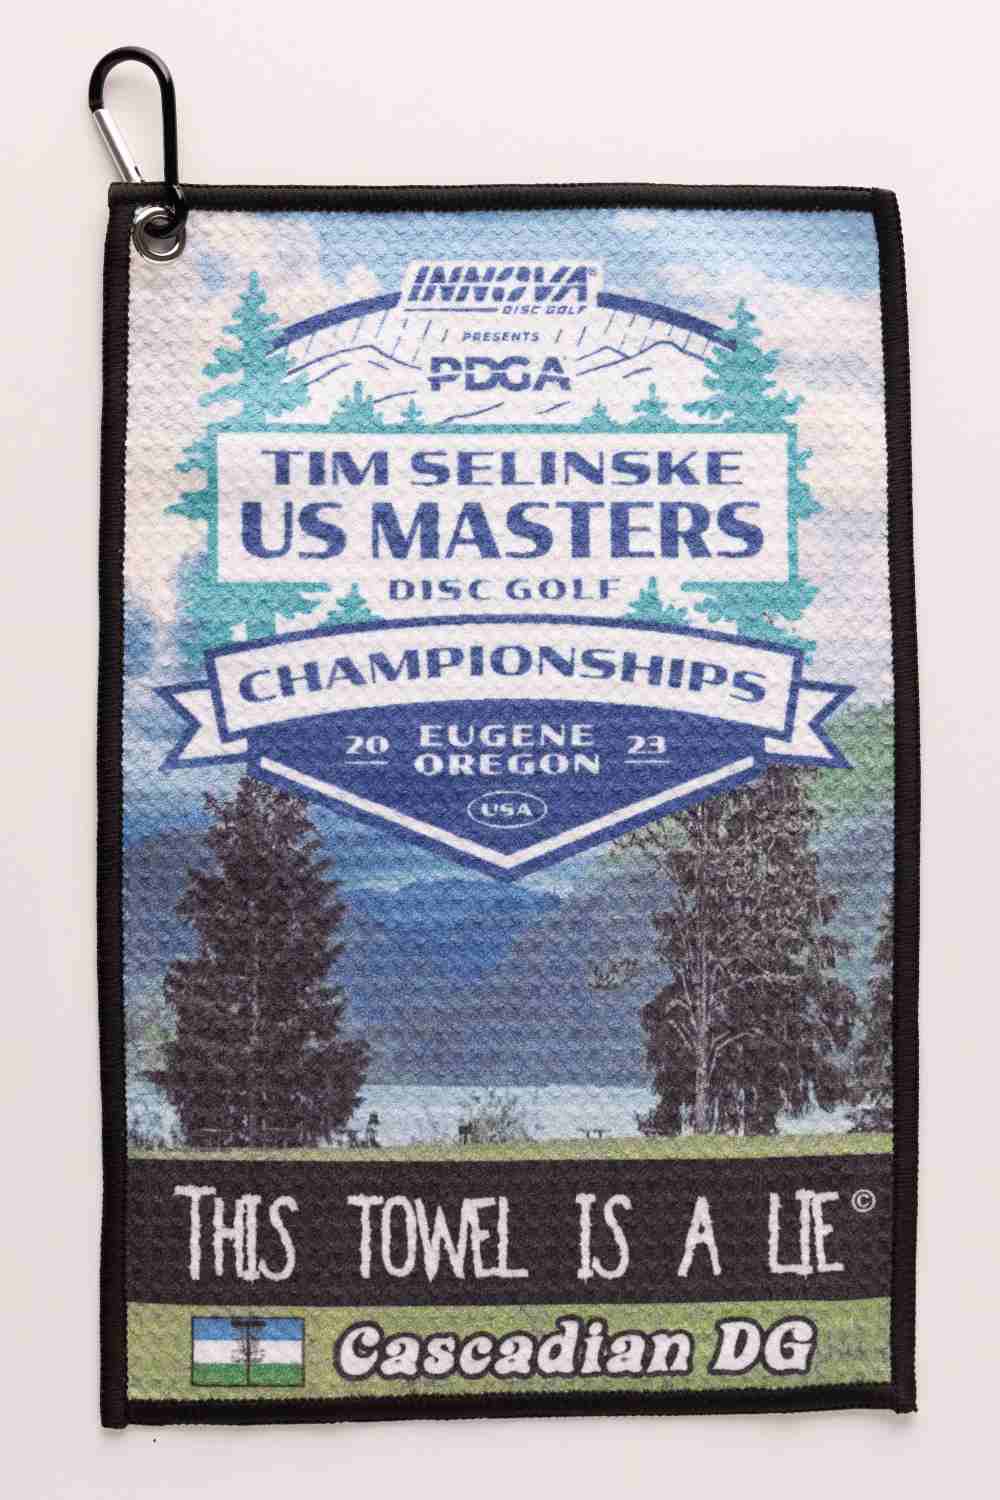 INNOVA®
DISC GOLF
PRESENTS
PDGA
TIM SELINSKE
US MASTERS
DISC GOLF
CHAMPIONSHIPS
20 EUGENE 23
OREGON
USA
THIS TOWEL IS A LIE©
Cascadian DG